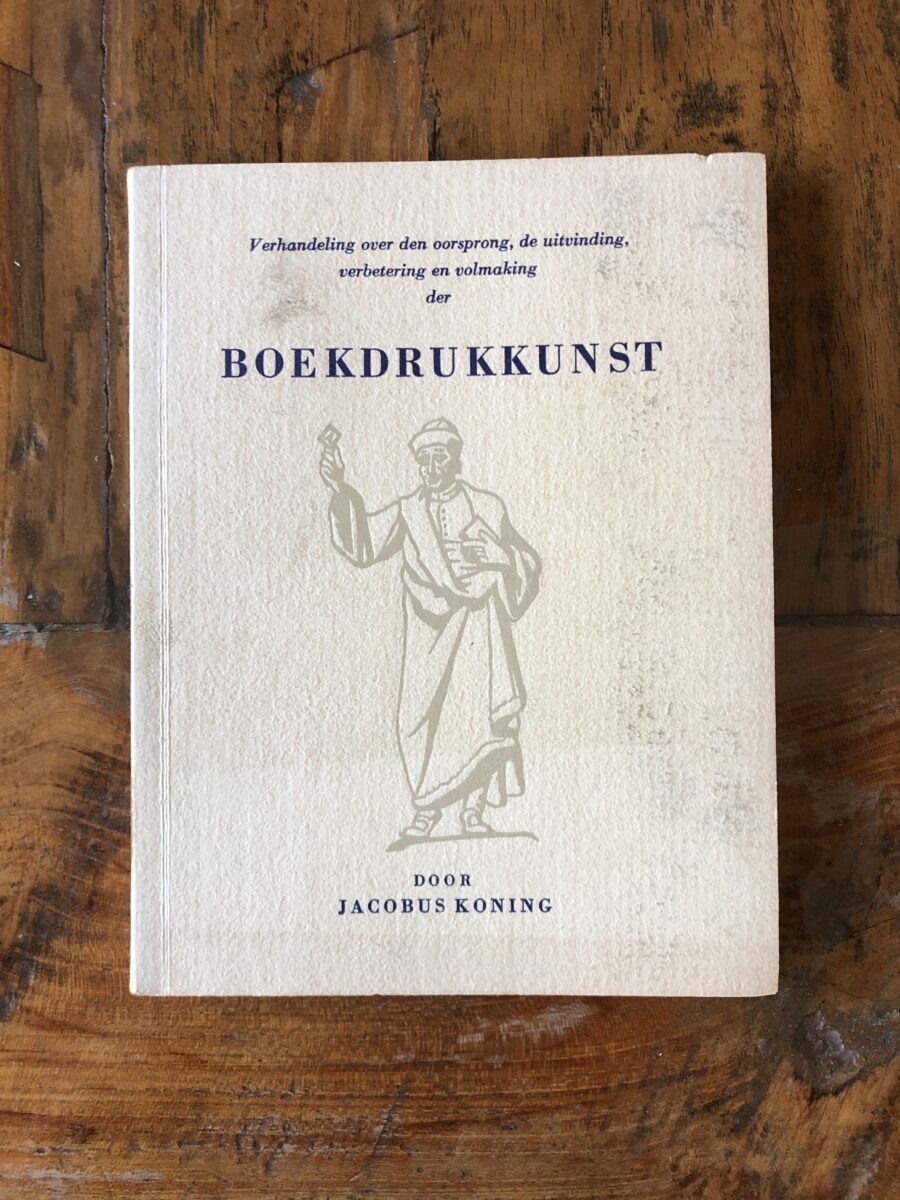 Verhandeling over den oorsprong, de uitvinding,
verbetering en volmaking
der
BOEKDRUKKUNST
DOOR
JACOBUS KONING